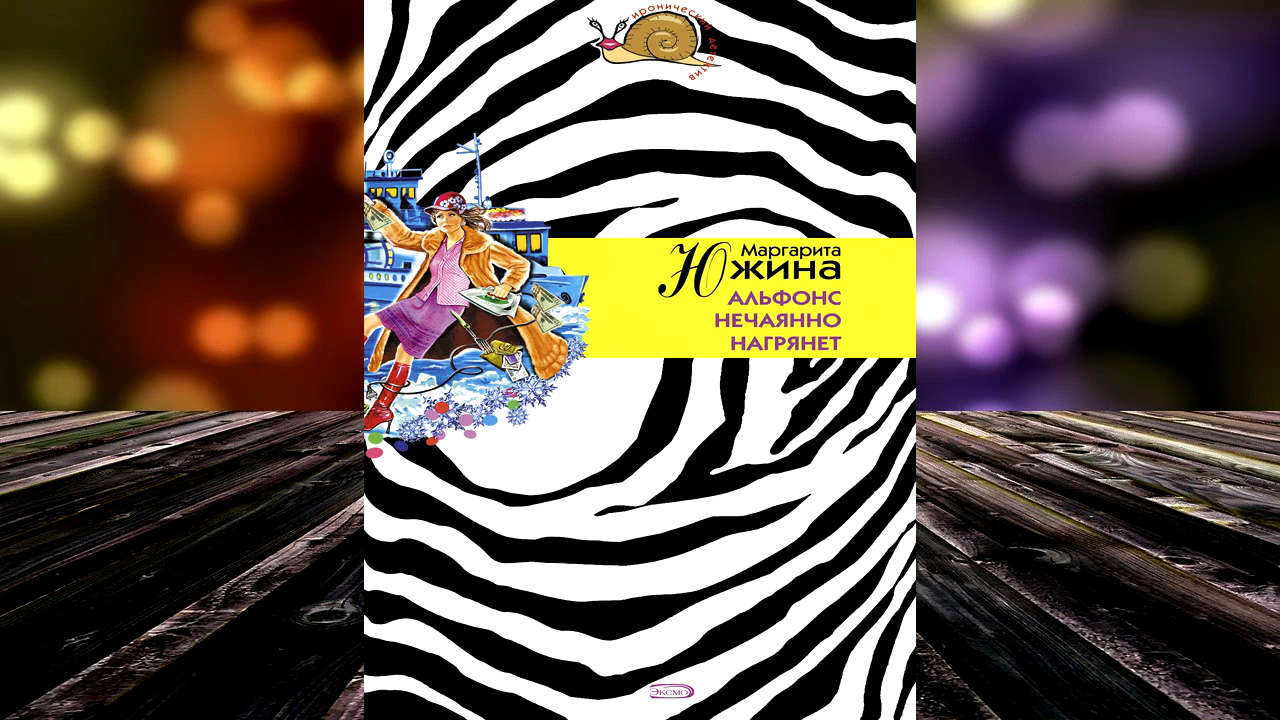 иронический детектив
Маргарита
Южина
АЛЬФОНС
НЕЧАЯННО
НАГРЯНЕТ
ЭКСМО